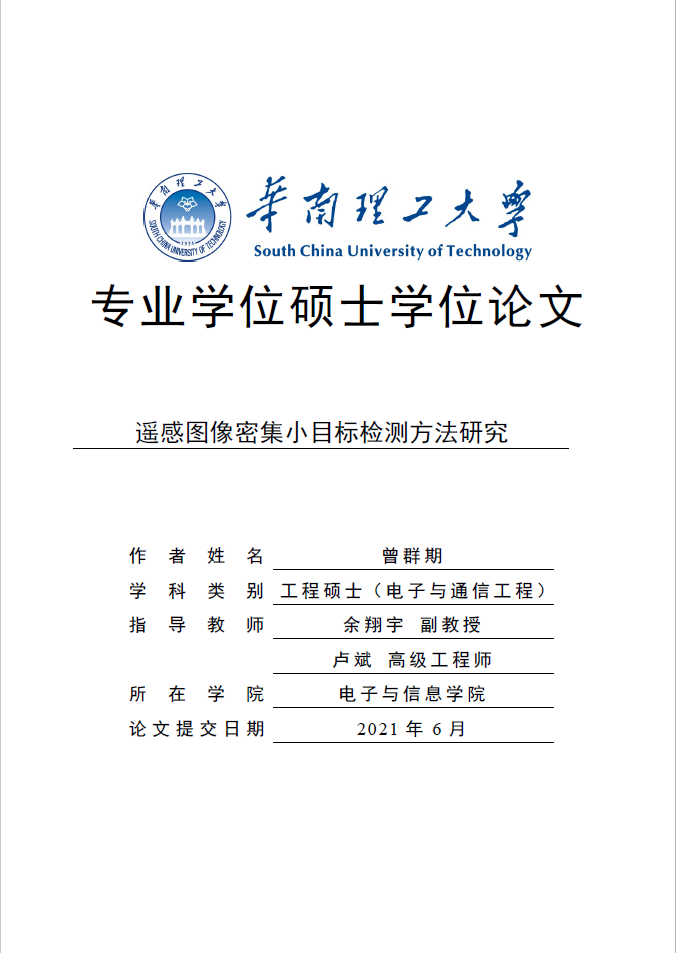 華南理工大学
SOUTH CHINA UNIVERSITY OF TECHNOLOGY
1934
華南理工大學
South China University of Technology
专业学位硕士学位论文
遥感图像密集小目标检测方法研究
作者姓名 曾群期
学科类别 工程硕士（电子与通信工程）
指导教师 余翔宇 副教授
卢斌 高级工程师
所在学院 电子与信息学院
论文提交日期 2021 年 6 月